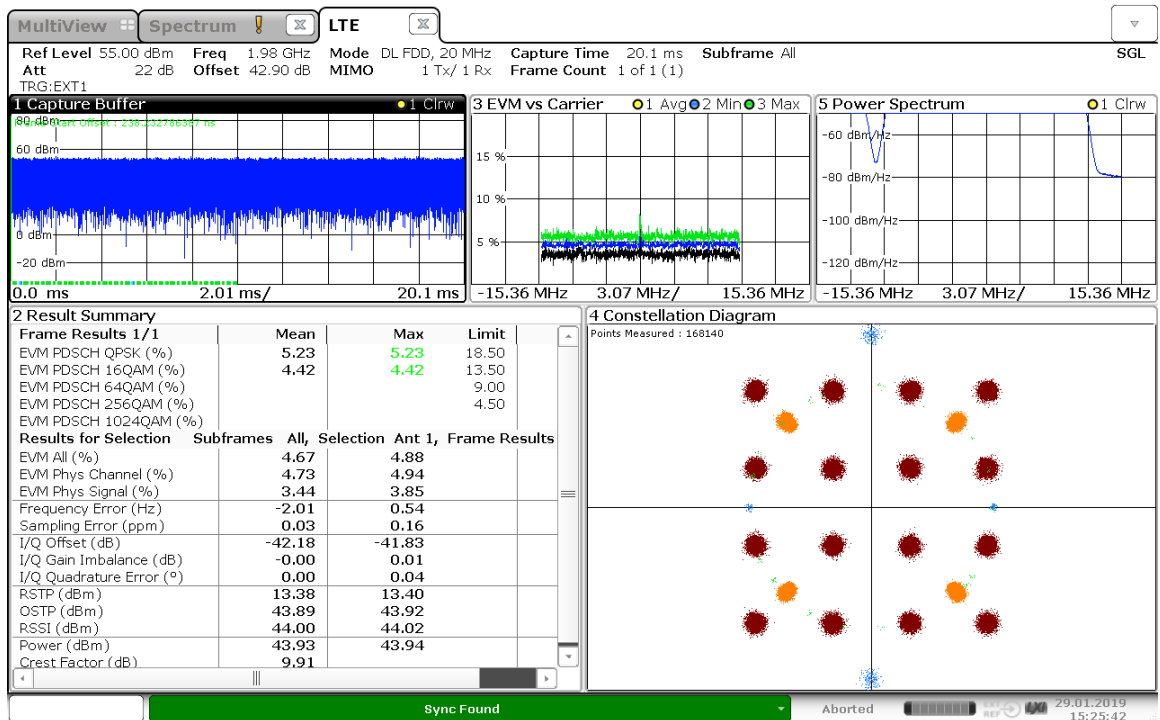 MultiView Spectrum LTE
Ref Level 55.00 dBm Freq 1.98 GHz Mode DL FDD, 20 MHz Capture Time 20.1 ms Subframe All SGL
Att 22 dB Offset 42.90 dB MIMO 1 Tx/ 1 Rx Frame Count 1 of 1 (1)
TRG:EXT1
1 Capture Buffer 1 Clrw
80 dBm
Frame Start Offset : 238.232786387 ns
60 dBm
0 dBm
-20 dBm
0.0 ms 2.01 ms/ 20.1 ms
3 EVM vs Carrier 1 Avg 2 Min 3 Max
15 %
10 %
5 %
-15.36 MHz 3.07 MHz/ 15.36 MHz
5 Power Spectrum 1 Clrw
-60 dBm/Hz
-80 dBm/Hz
-100 dBm/Hz
-120 dBm/Hz
-15.36 MHz 3.07 MHz/ 15.36 MHz
2 Result Summary
Frame Results 1/1 Mean Max Limit
EVM PDSCH QPSK (%) 5.23 5.23 18.50
EVM PDSCH 16QAM (%) 4.42 4.42 13.50
EVM PDSCH 64QAM (%) 9.00
EVM PDSCH 256QAM (%) 4.50
EVM PDSCH 1024QAM (%)
Results for Selection Subframes All, Selection Ant 1, Frame Results
EVM All (%) 4.67 4.88
EVM Phys Channel (%) 4.73 4.94
EVM Phys Signal (%) 3.44 3.85
Frequency Error (Hz) -2.01 0.54
Sampling Error (ppm) 0.03 0.16
I/Q Offset (dB) -42.18 -41.83
I/Q Gain Imbalance (dB) -0.00 0.01
I/Q Quadrature Error (°) 0.00 0.04
RSTP (dBm) 13.38 13.40
OSTP (dBm) 43.89 43.92
RSSI (dBm) 44.00 44.02
Power (dBm) 43.93 43.94
Crest Factor (dB) 9.91
4 Constellation Diagram
Points Measured : 168140
Sync Found
Aborted
EXT
REF
LXI
29.01.2019
15:25:42